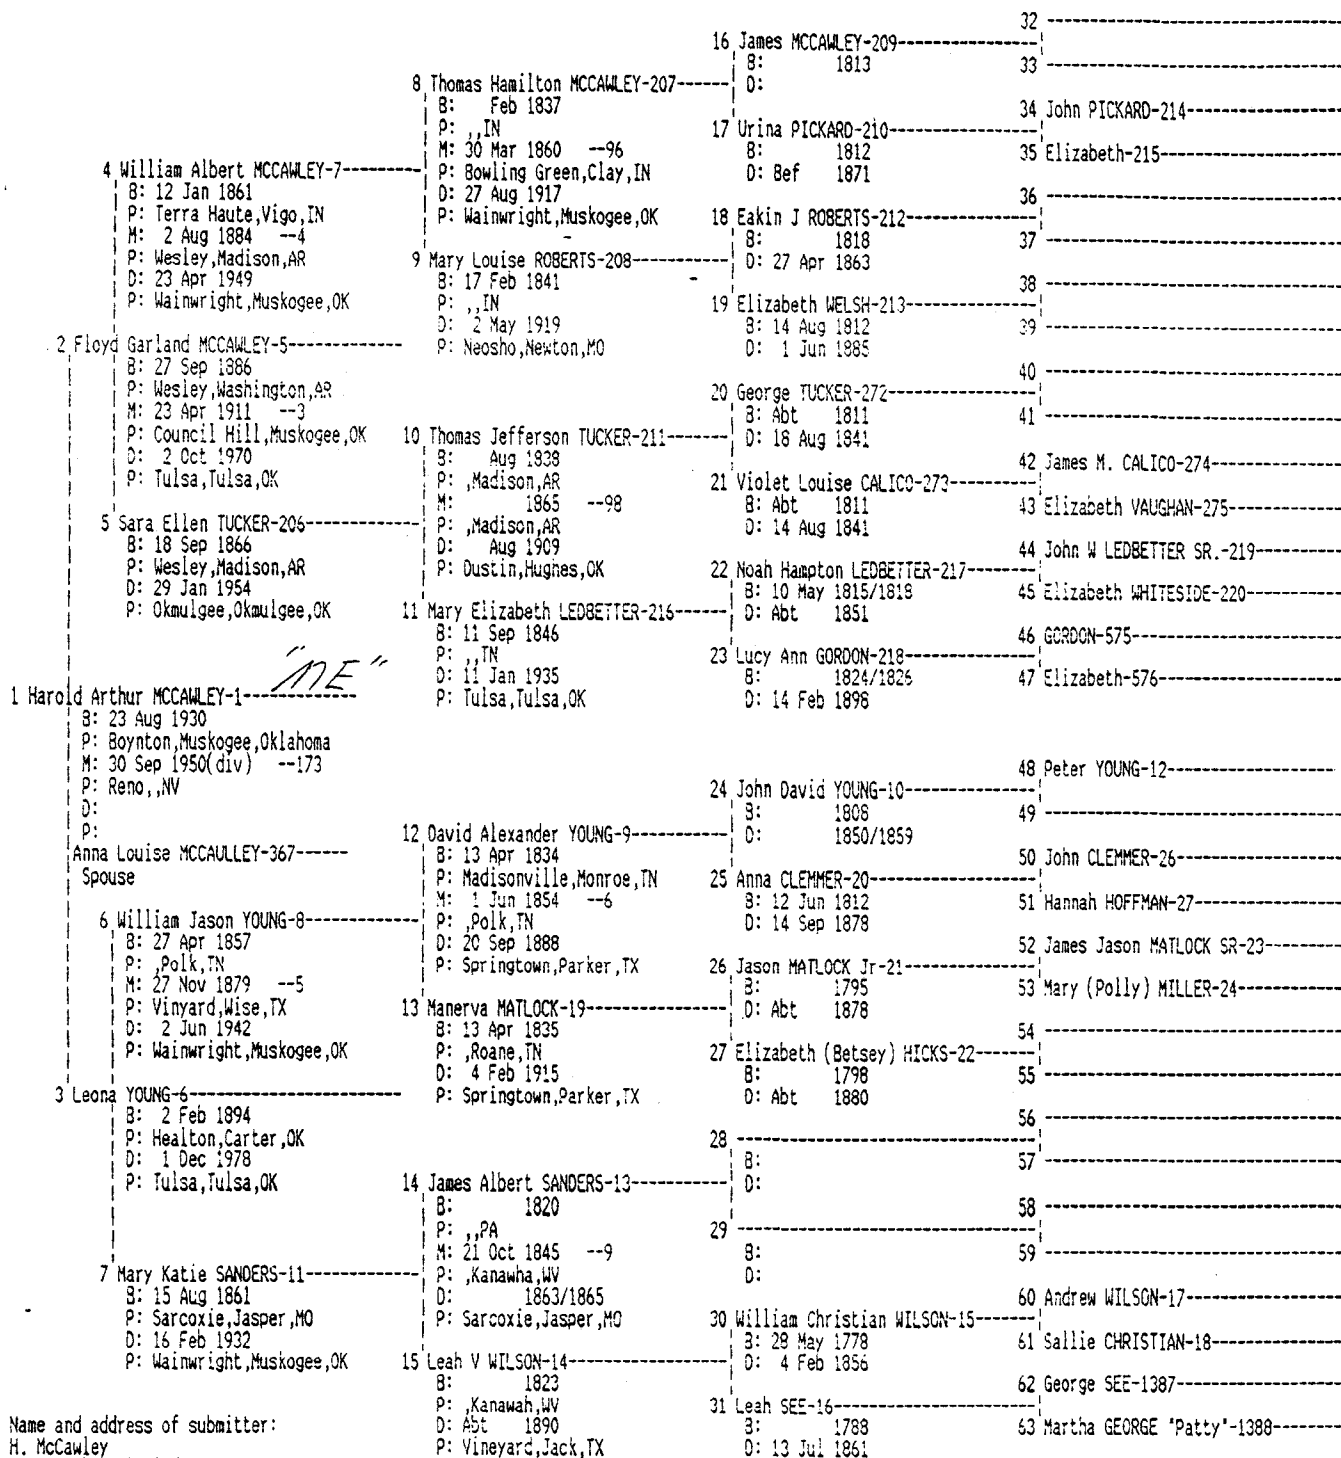 32
16 James MCCAWLEY-209
B: 1813
D:
33
8 Thomas Hamilton MCCAWLEY-207
B: Feb 1837
P: ,,IN
M: 30 Mar 1860 --96
P: Bowling Green,Clay,IN
D: 27 Aug 1917
P: Wainwright,Muskogee,OK
34 John PICKARD-214
17 Urina PICKARD-210
B: 1812
D: Bef 1871
35 Elizabeth-215
4 William Albert MCCAWLEY-7
B: 12 Jan 1861
P: Terra Haute,Vigo,IN
M: 2 Aug 1884 --4
P: Wesley,Madison,AR
D: 23 Apr 1949
P: Wainwright,Muskogee,OK
36
18 Eakin J ROBERTS-212
B: 1818
D: 27 Apr 1863
37
9 Mary Louise ROBERTS-208
B: 17 Feb 1841
P: ,,IN
D: 2 May 1919
P: Neosho,Newton,MO
38
19 Elizabeth WELSH-213
B: 14 Aug 1812
D: 1 Jun 1885
39
2 Floyd Garland MCCAWLEY-5
B: 27 Sep 1886
P: Wesley,Washington,AR
M: 23 Apr 1911 --3
P: Council Hill,Muskogee,OK
D: 2 Oct 1970
P: Tulsa,Tulsa,OK
40
20 George TUCKER-272
B: Abt 1811
D: 18 Aug 1841
41
10 Thomas Jefferson TUCKER-211
B: Aug 1838
P: ,Madison,AR
M: 1865 --98
P: ,Madison,AR
D: Aug 1909
P: Dustin,Hughes,OK
42 James M. CALICO-274
21 Violet Louise CALICO-273
B: Abt 1811
D: 14 Aug 1841
43 Elizabeth VAUGHAN-275
5 Sara Ellen TUCKER-206
B: 18 Sep 1866
P: Wesley,Madison,AR
D: 29 Jan 1954
P: Okmulgee,Okmulgee,OK
44 John W LEDBETTER SR.-219
22 Noah Hampton LEDBETTER-217
B: 10 May 1815/1818
D: Abt 1851
45 Elizabeth WHITESIDE-220
11 Mary Elizabeth LEDBETTER-216
B: 11 Sep 1846
P: ,,TN
D: 11 Jan 1935
P: Tulsa,Tulsa,OK
46 GORDON-575
23 Lucy Ann GORDON-218
B: 1824/1826
D: 14 Feb 1898
47 Elizabeth-576
"ME"
1 Harold Arthur MCCAWLEY-1
B: 23 Aug 1930
P: Boynton,Muskogee,Oklahoma
M: 30 Sep 1950(div) --173
P: Reno,,NV
D:
P:
Anna Louise MCCAULLEY-367
Spouse
48 Peter YOUNG-12
24 John David YOUNG-10
B: 1808
D: 1850/1859
49
12 David Alexander YOUNG-9
B: 13 Apr 1834
P: Madisonville,Monroe,TN
M: 1 Jun 1854 --6
P: ,Polk,TN
D: 20 Sep 1888
P: Springtown,Parker,TX
50 John CLEMMER-26
25 Anna CLEMMER-20
B: 12 Jun 1812
D: 14 Sep 1878
51 Hannah HOFFMAN-27
6 William Jason YOUNG-8
B: 27 Apr 1857
P: ,Polk,TN
M: 27 Nov 1879 --5
P: Vinyard,Wise,TX
D: 2 Jun 1942
P: Wainwright,Muskogee,OK
52 James Jason MATLOCK SR-23
26 Jason MATLOCK Jr-21
B: 1795
D: Abt 1878
53 Mary (Polly) MILLER-24
13 Manerva MATLOCK-19
B: 13 Apr 1835
P: ,Roane,TN
D: 4 Feb 1915
P: Springtown,Parker,TX
54
27 Elizabeth (Betsey) HICKS-22
B: 1798
D: Abt 1880
55
3 Leona YOUNG-6
B: 2 Feb 1894
P: Healton,Carter,OK
D: 1 Dec 1978
P: Tulsa,Tulsa,OK
56
28
B:
D:
57
14 James Albert SANDERS-13
B: 1820
P: ,,PA
M: 21 Oct 1845 --9
P: ,Kanawha,WV
D: 1863/1865
P: Sarcoxie,Jasper,MO
58
29
B:
D:
59
7 Mary Katie SANDERS-11
B: 15 Aug 1861
P: Sarcoxie,Jasper,MO
D: 16 Feb 1932
P: Wainwright,Muskogee,OK
60 Andrew WILSON-17
30 William Christian WILSON-15
B: 28 May 1778
D: 4 Feb 1856
61 Sallie CHRISTIAN-18
15 Leah V WILSON-14
B: 1823
P: ,Kanawah,WV
D: Abt 1890
P: Vineyard,Jack,TX
62 George SEE-1387
31 Leah SEE-16
B: 1788
D: 13 Jul 1861
63 Martha GEORGE "Patty"-1388
Name and address of submitter:
H. McCawley